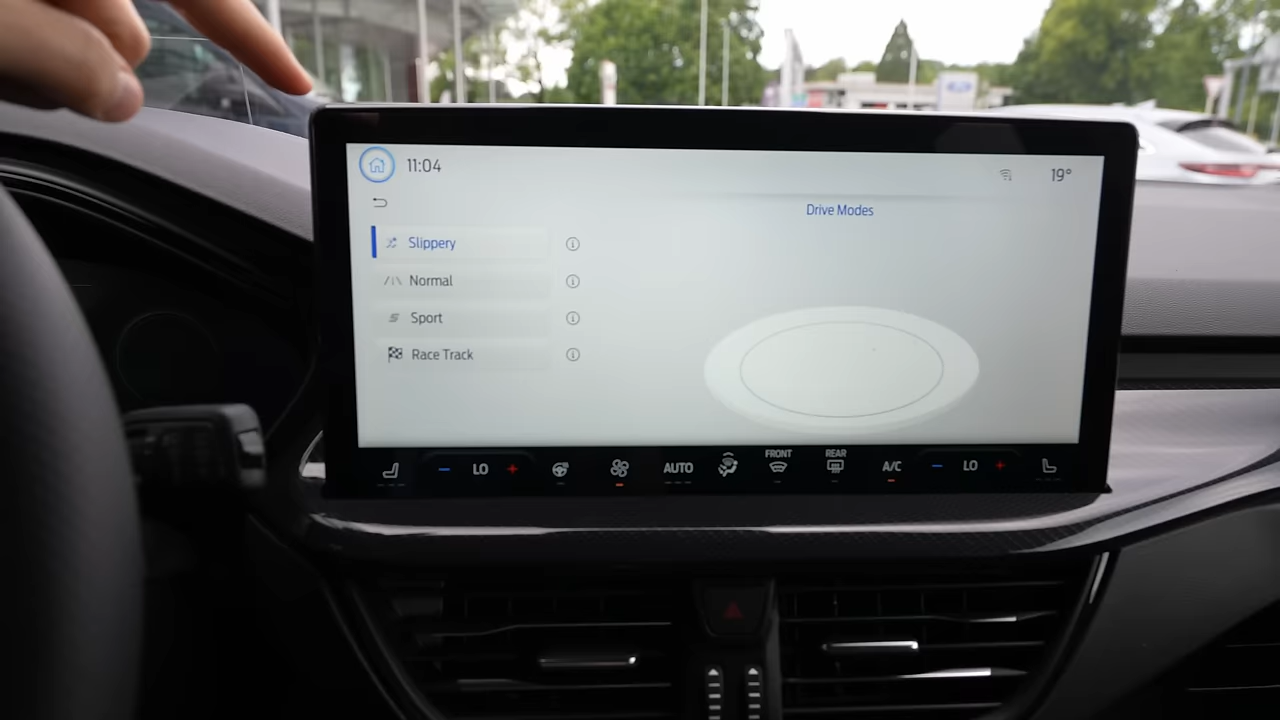 11:04
19°
Drive Modes
Slippery
Normal
Sport
Race Track
LO
AUTO
FRONT
REAR
A/C
LO